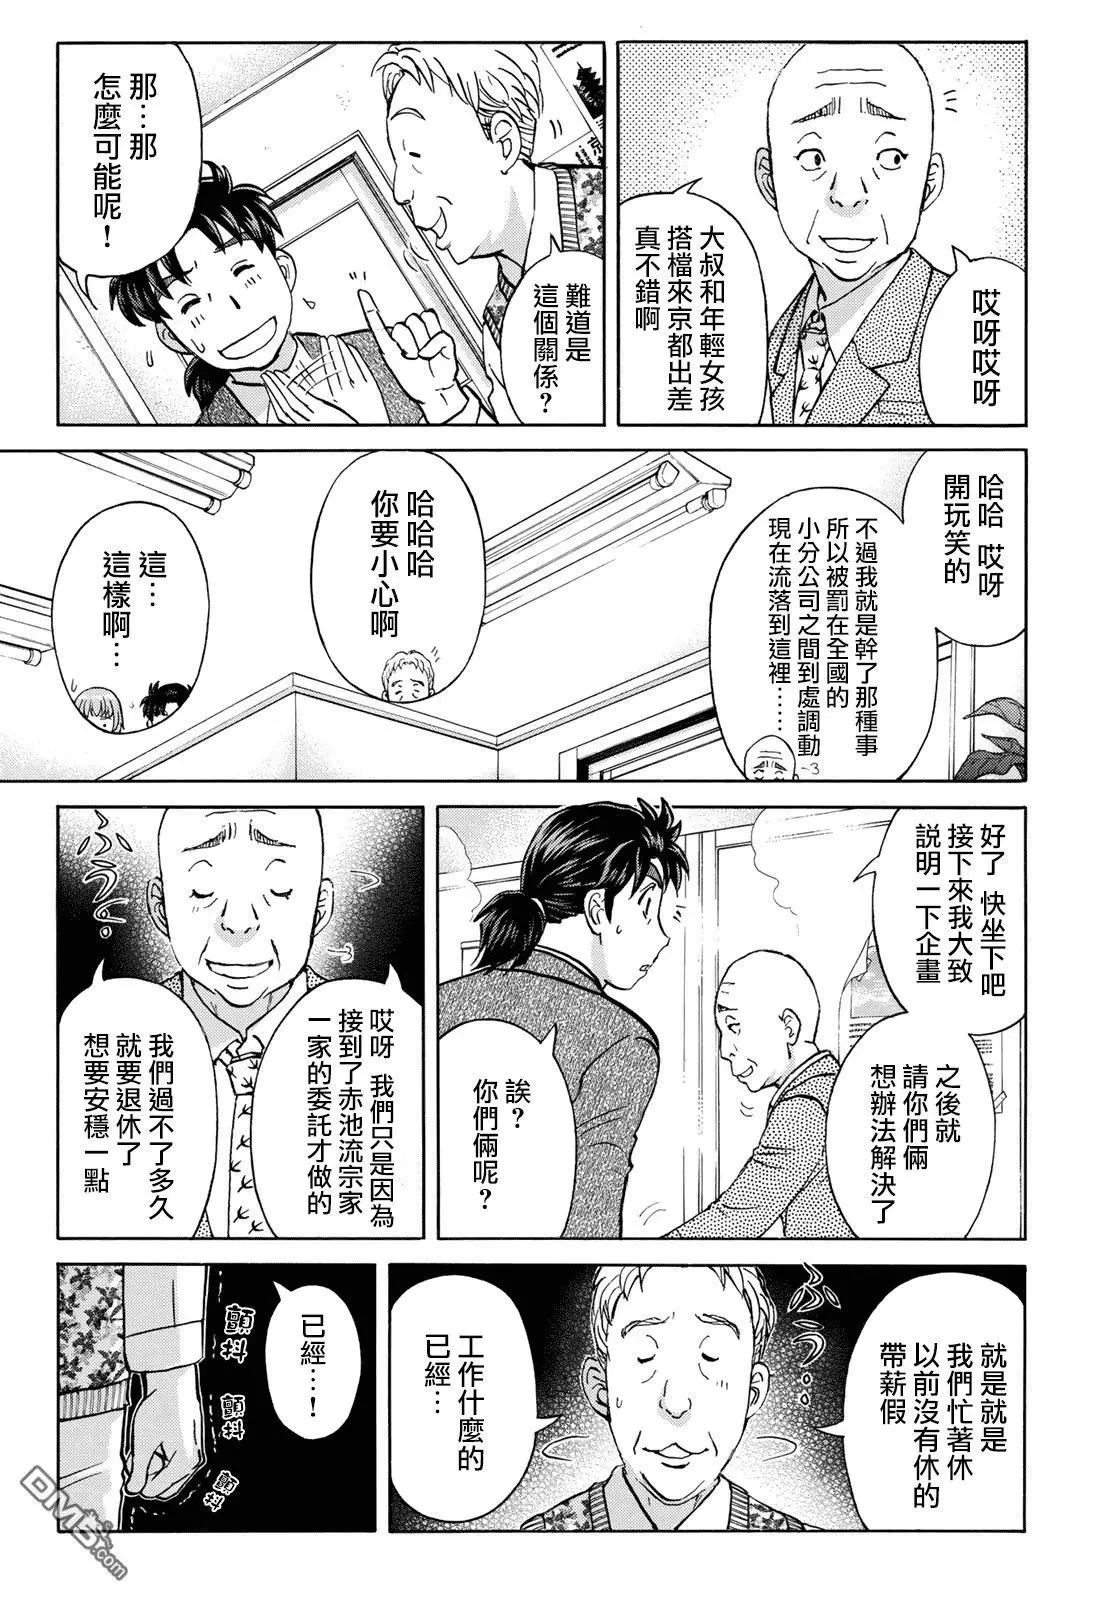 哎呀哎呀
大叔和年輕女孩
搭檔來京都出差
真不錯啊
難道是
這個關係?
那…那
怎麼可能呢!
京
哈哈 哎呀
開玩笑的
不過我就是幹了那種事
所以被罰在全國的
小分公司之間到處調動
現在流落到這裡……
哈哈哈
你要小心啊
這…
這樣啊…
好了 快坐下吧
接下來我大致
説明一下企畫
之後就
請你們倆
想辦法解決了
誒?
你們倆呢?
ふうっ
哎呀 我們只是因為
接到了赤池流宗家
一家的委託才做的
我們過不了多久
就要退休了
想要安穩一點
ふうっ
就是就是
我們忙著休
以前沒有休的
帶薪假
工作什麼的
已經…
已經…!
顫抖
顫抖
顫抖
DM5.com